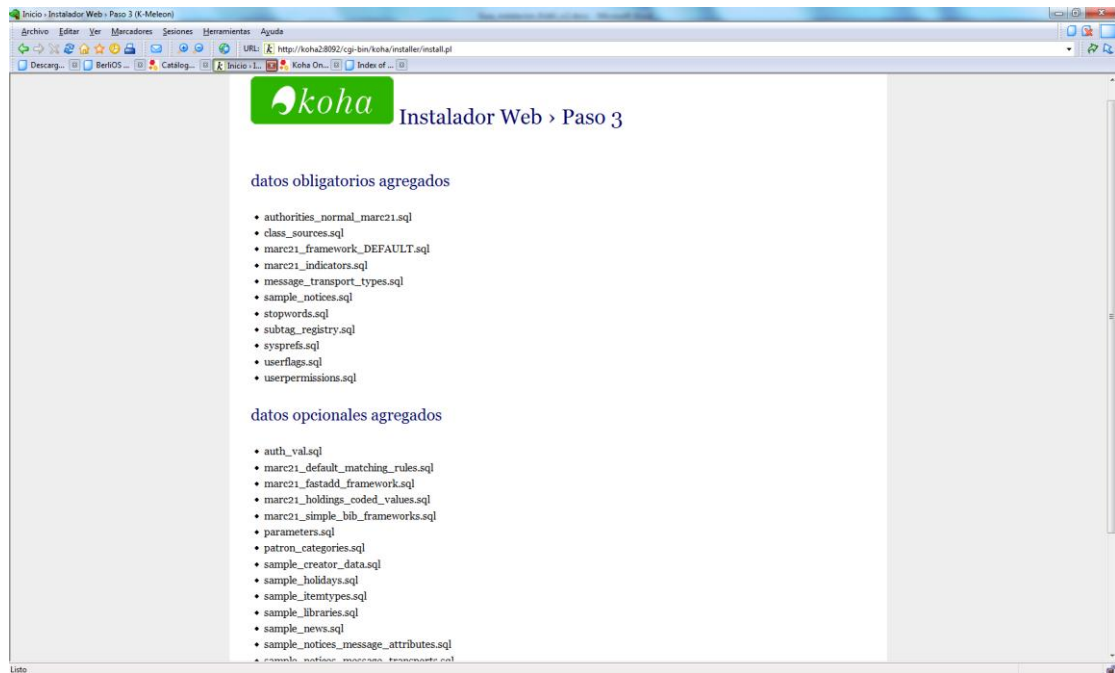 Inicio › Instalador Web › Paso 3 (K-Meleon)
Archivo Editar Ver Marcadores Sesiones Herramientas Ayuda
URL: http://koha2:8092/cgi-bin/koha/installer/install.pl
Descarg... BerliOS ... Catálog... Inicio › I... Koha On... Index of ...
koha Instalador Web › Paso 3
datos obligatorios agregados
authorities_normal_marc21.sql
class_sources.sql
marc21_framework_DEFAULT.sql
marc21_indicators.sql
message_transport_types.sql
sample_notices.sql
stopwords.sql
subtag_registry.sql
sysprefs.sql
userflags.sql
userpermissions.sql
datos opcionales agregados
auth_val.sql
marc21_default_matching_rules.sql
marc21_fastadd_framework.sql
marc21_holdings_coded_values.sql
marc21_simple_bib_frameworks.sql
parameters.sql
patron_categories.sql
sample_creator_data.sql
sample_holidays.sql
sample_itemtypes.sql
sample_libraries.sql
sample_news.sql
sample_notices_message_attributes.sql
sample_notices_message_transports.sql
Listo